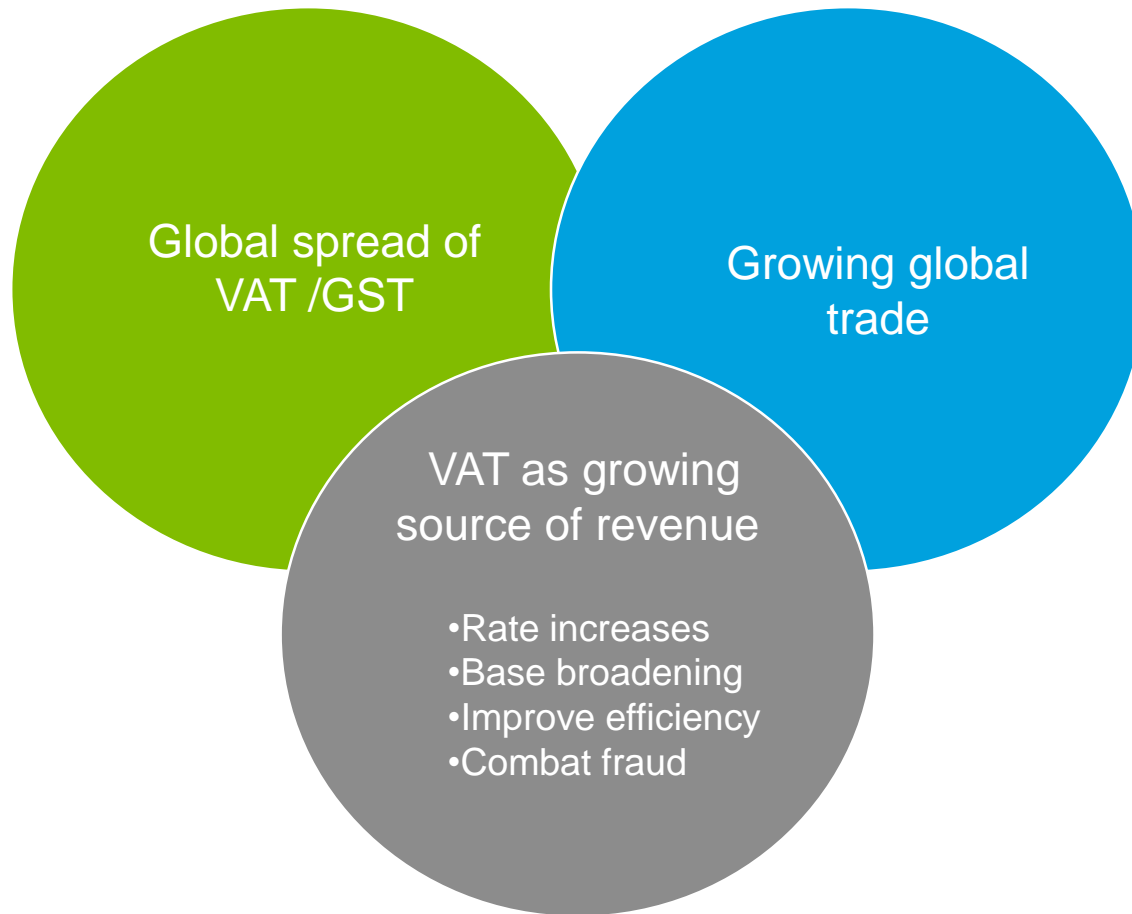 Global spread of
VAT /GST
Growing global
trade
VAT as growing
source of revenue
•Rate increases
•Base broadening
•Improve efficiency
•Combat fraud